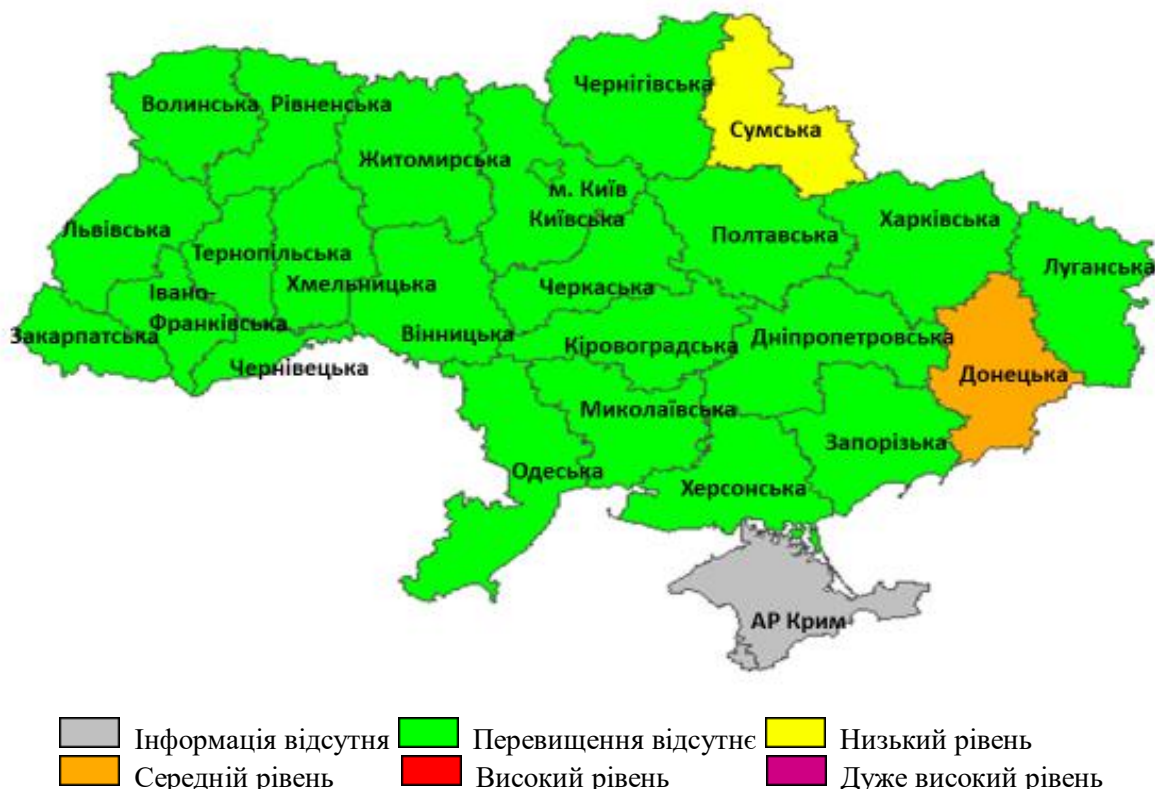 Чернігівська
Волинська
Рівненська
Сумська
Житомирська
м. Київ
Київська
Львівська
Харківська
Полтавська
Тернопільська
Луганська
Хмельницька
Івано-
Франківська
Черкаська
Закарпатська
Вінницька
Кіровоградська
Дніпропетровська
Чернівецька
Донецька
Миколаївська
Запорізька
Одеська
Херсонська
АР Крим
Інформація відсутня
Перевищення відсутнє
Низький рівень
Середній рівень
Високий рівень
Дуже високий рівень